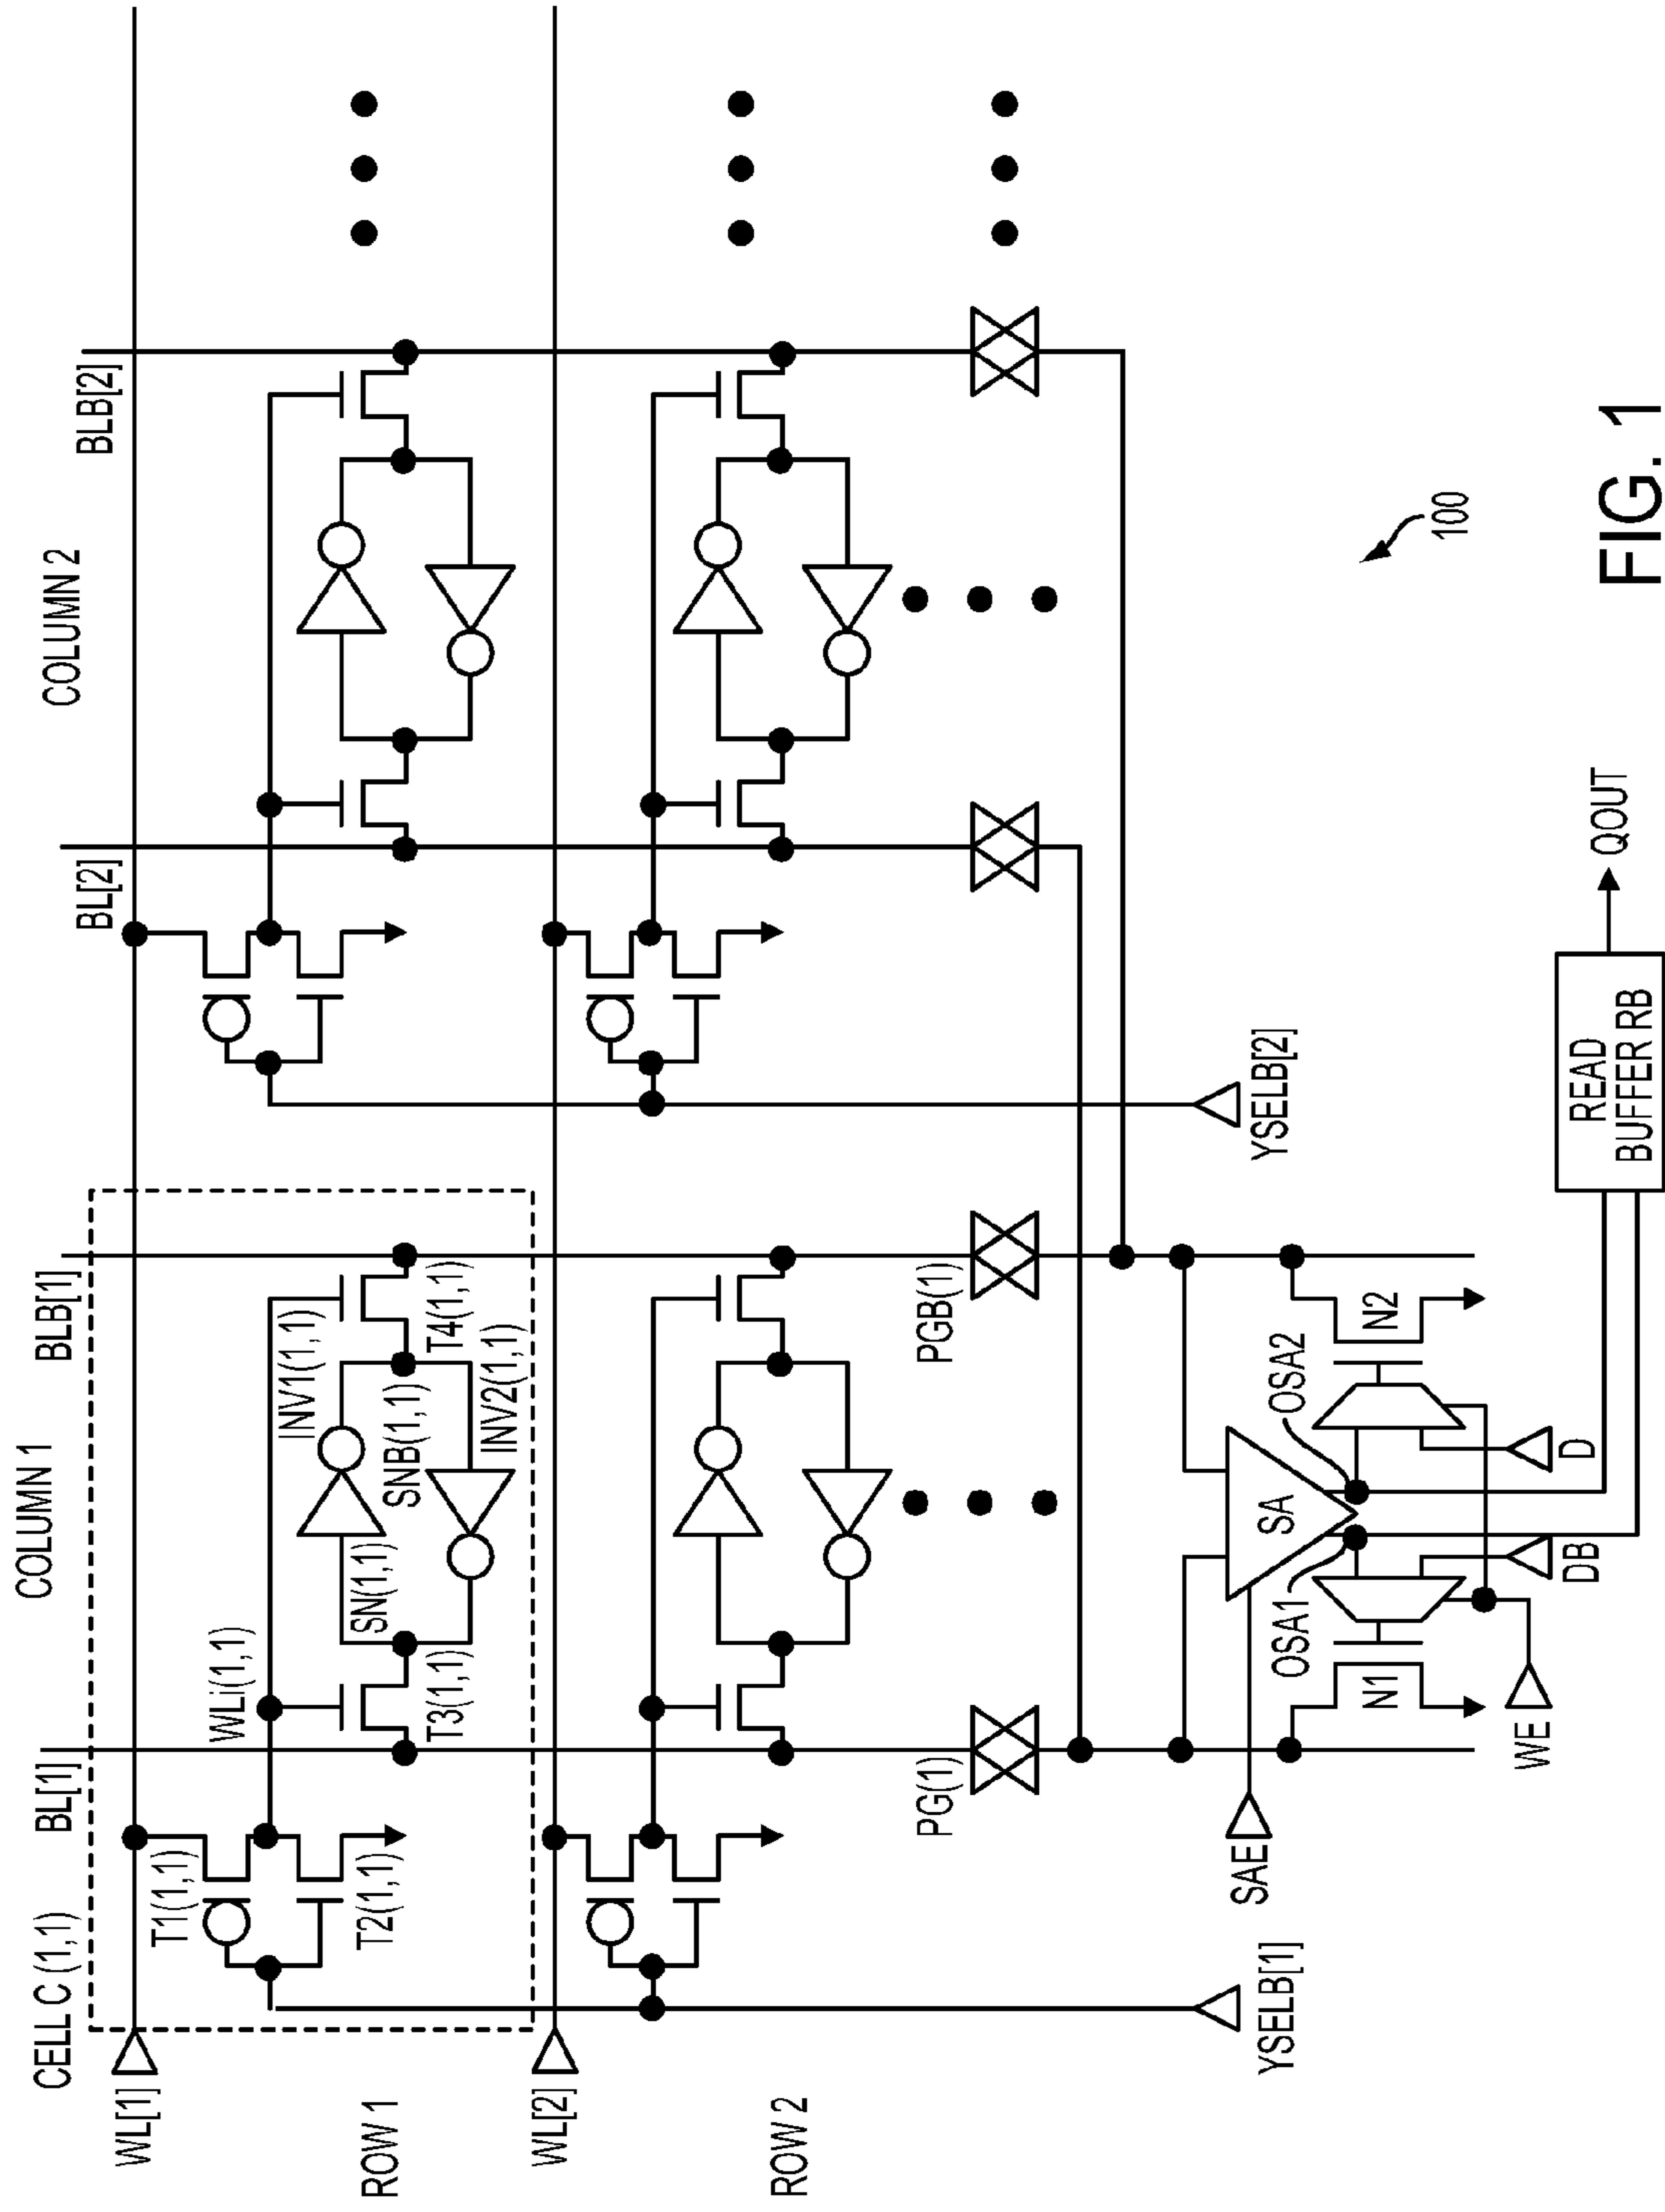 COLUMN 1
COLUMN 2
CELL C (1,1)
BL[1]
BLB[1]
BL[2]
BLB[2]
WL[1]
T1(1,1)
WLi(1,1)
INV1(1,1)
T2(1,1)
SN(1,1)
SNB(1,1)
T3(1,1)
T4(1,1)
INV2(1,1)
ROW 1
WL[2]
ROW 2
PG(1)
PGB(1)
YSELB[1]
YSELB[2]
SAE
SA
OSA1
OSA2
N1
N2
WE
DB
D
READ
BUFFER RB
QOUT
100
FIG. 1